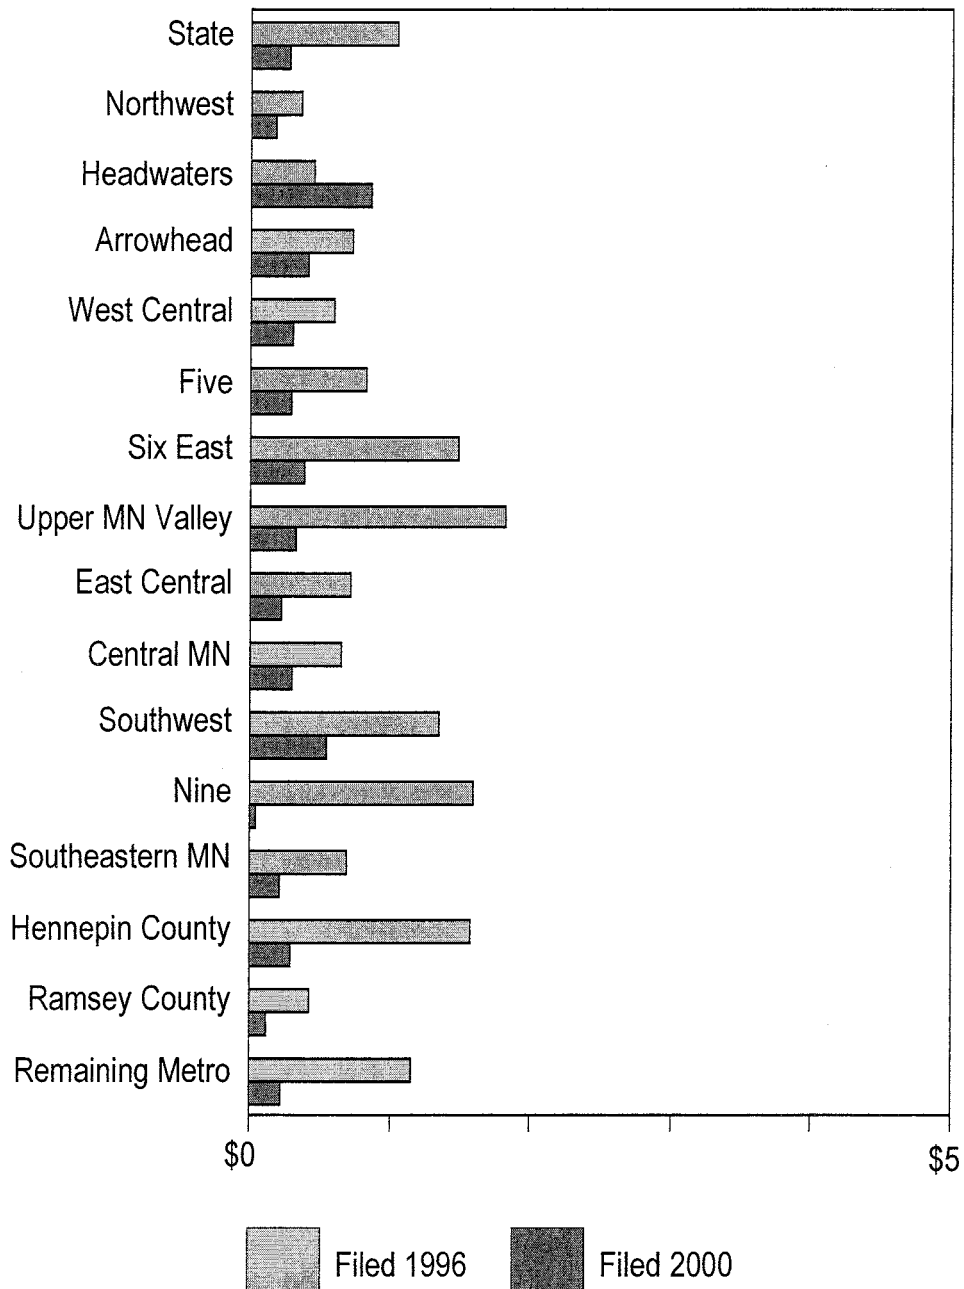 State
Northwest
Headwaters
Arrowhead
West Central
Five
Six East
Upper MN Valley
East Central
Central MN
Southwest
Nine
Southeastern MN
Hennepin County
Ramsey County
Remaining Metro
$0 $5
Filed 1996 Filed 2000